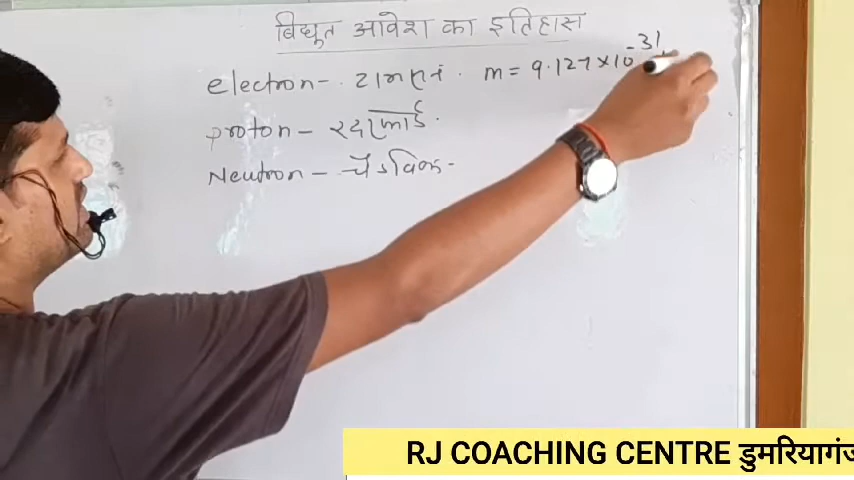 विधुत आवेश का इतिहास
electron - टामसनं . m = 9.127 × 10^-31
proton - रदरफोर्ड .
Neutron - चैडविक -
RJ COACHING CENTRE डुमरियागंज